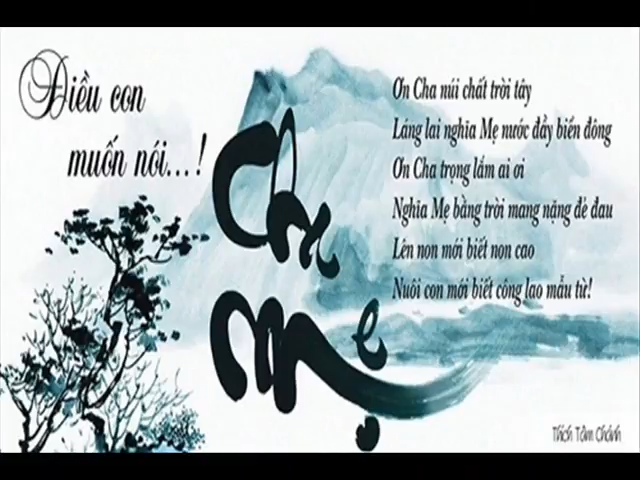 Điều con
muốn nói...!
Cha
Mẹ
Ơn Cha núi chất trời tây
Láng lai nghĩa Mẹ nước đầy biển đông
Ơn Cha trọng lắm ai ơi
Nghĩa Mẹ bằng trời mang nặng đẻ đau
Lên non mới biết non cao
Nuôi con mới biết công lao mẫu từ!
Thích Tâm Chánh